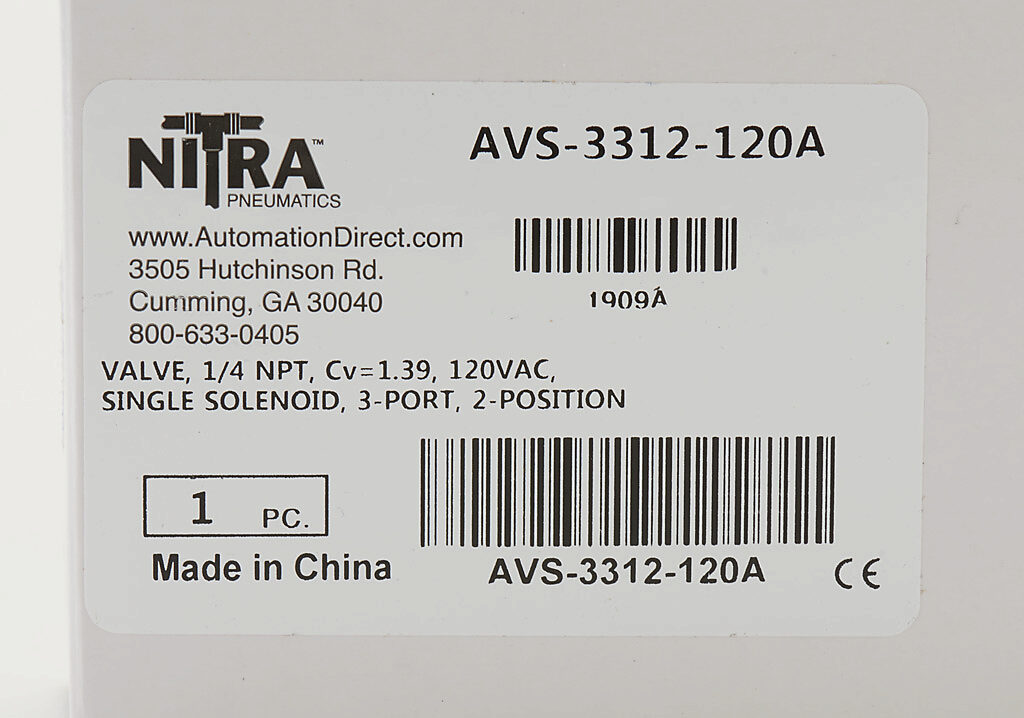 NITRA™
PNEUMATICS
AVS-3312-120A
www.AutomationDirect.com
3505 Hutchinson Rd.
Cumming, GA 30040
800-633-0405
1909A
VALVE, 1/4 NPT, Cv=1.39, 120VAC,
SINGLE SOLENOID, 3-PORT, 2-POSITION
1 PC.
Made in China
AVS-3312-120A
CE